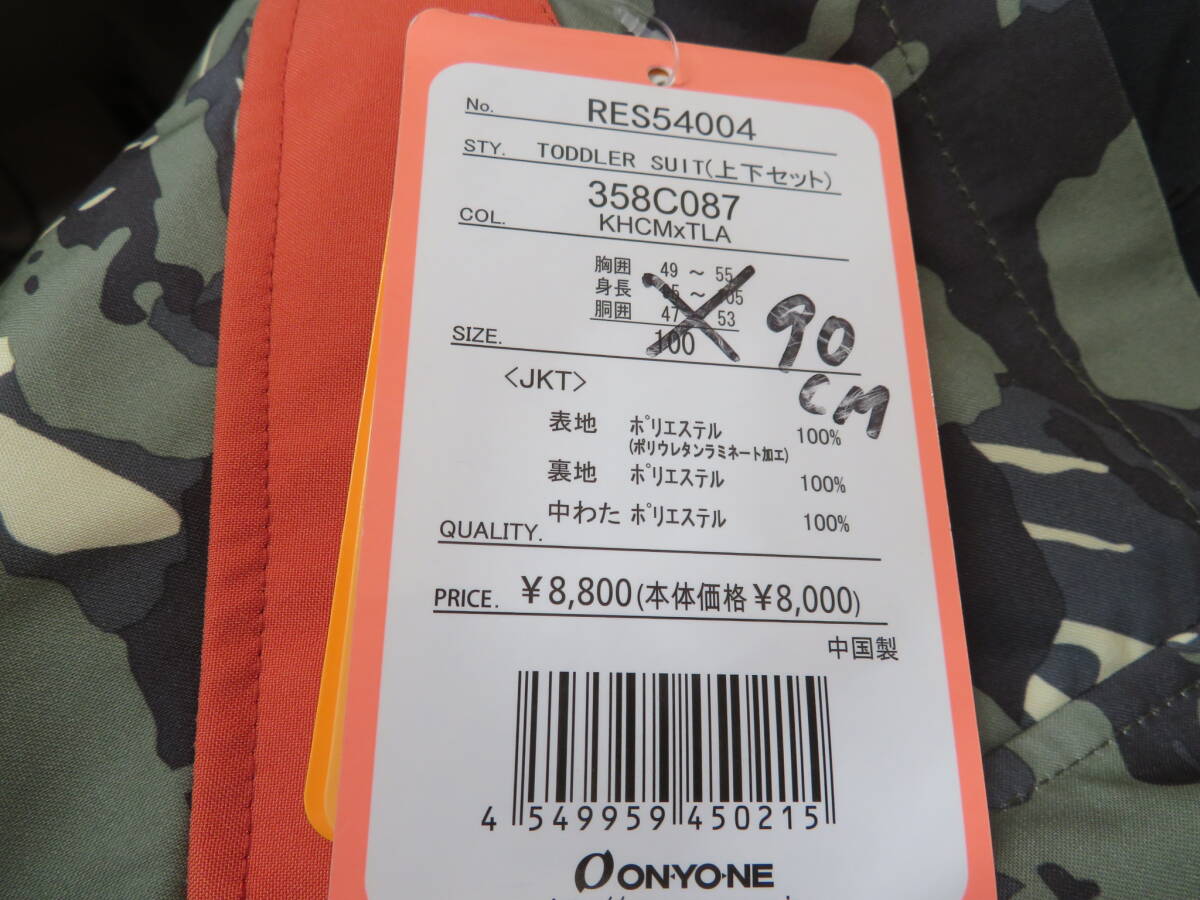 No. RES54004
STY. TODDLER SUIT(上下セット)
358C087
COL. KHCMxTLA
胸囲 49 ~ 55
身長 95 ~ 105
胴囲 47 53
SIZE. 100 90
CM
<JKT>
表地 ポリエステル 100%
(ポリウレタンラミネート加工)
裏地 ポリエステル 100%
中わた ポリエステル 100%
QUALITY.
PRICE. ¥8,800(本体価格¥8,000)
中国製
4 549959 450215
ON·YO·NE